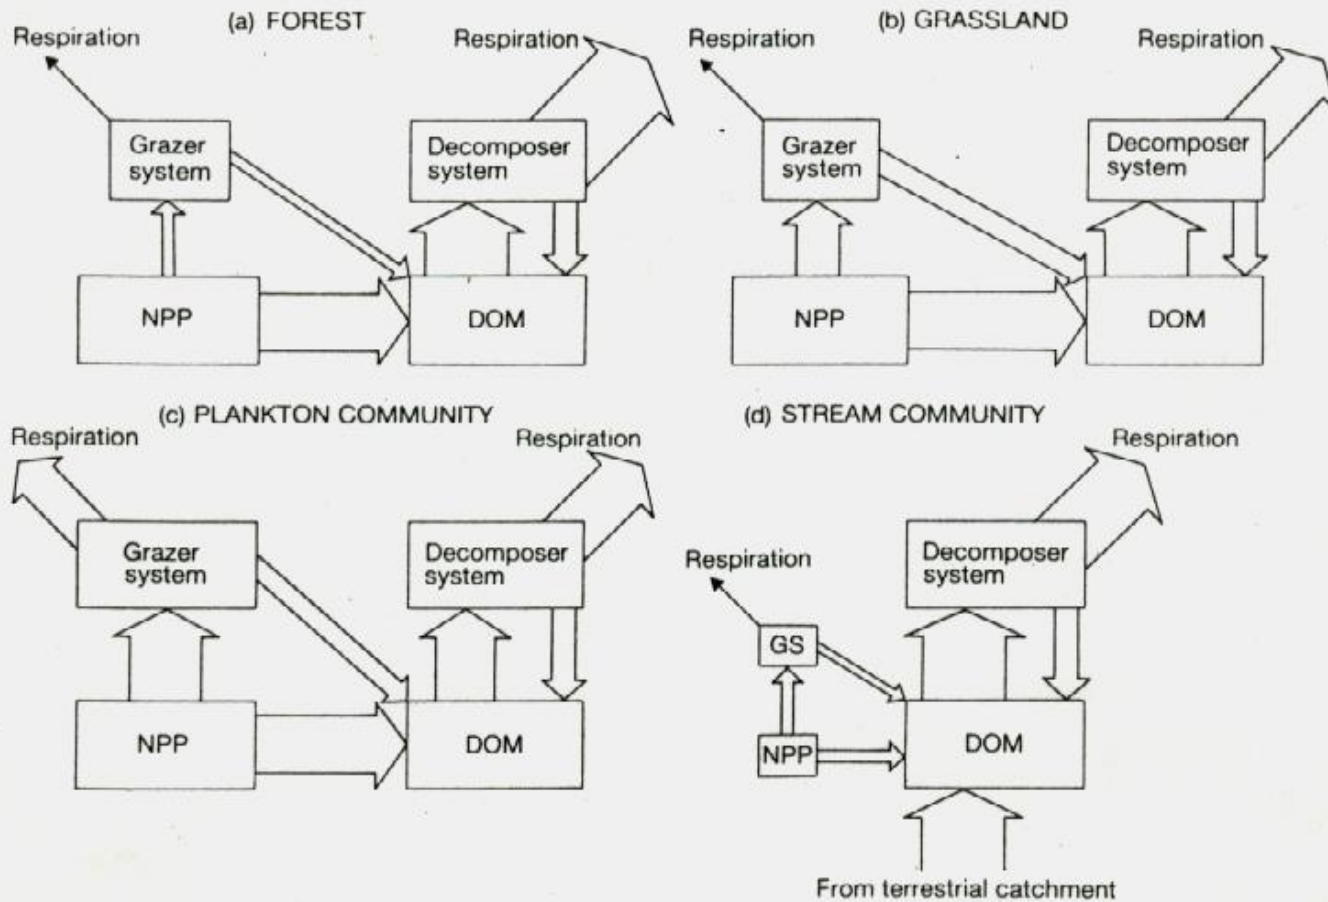 (a) FOREST
Respiration
Respiration
Grazer
system
Decomposer
system
NPP
DOM
(b) GRASSLAND
Respiration
Respiration
Grazer
system
Decomposer
system
NPP
DOM
(c) PLANKTON COMMUNITY
Respiration
Respiration
Grazer
system
Decomposer
system
NPP
DOM
(d) STREAM COMMUNITY
Respiration
Respiration
Decomposer
system
GS
NPP
DOM
From terrestrial catchment